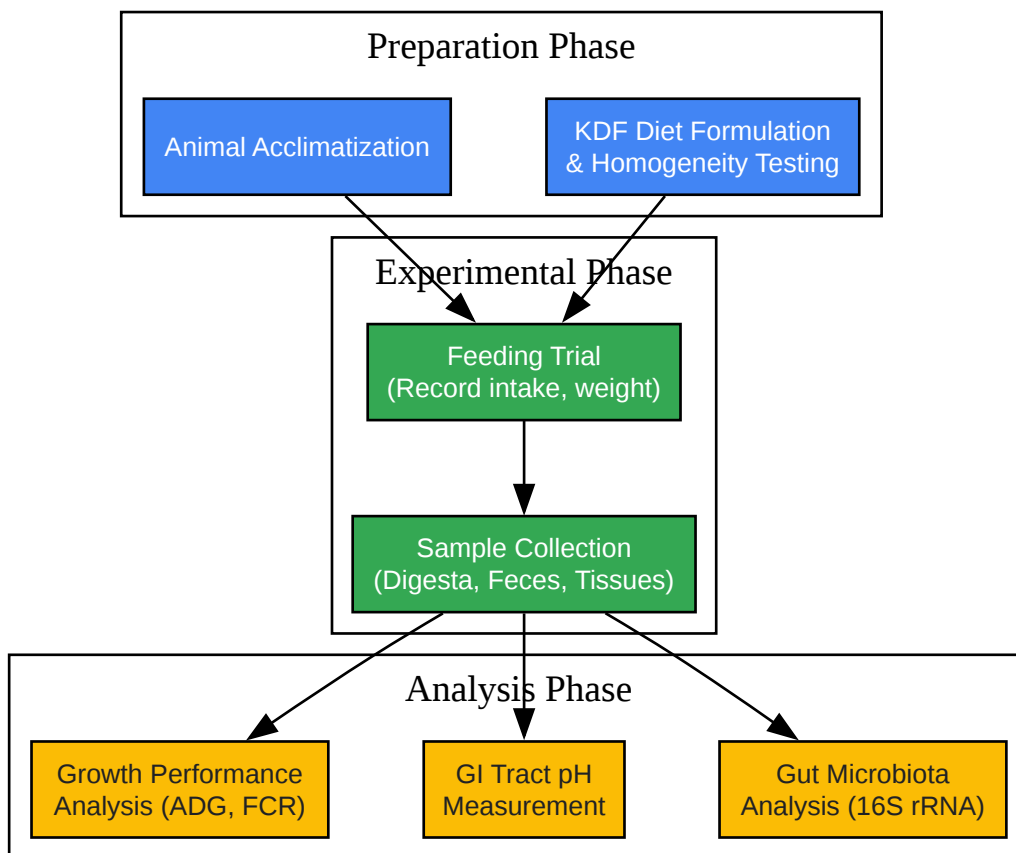 Preparation Phase
Animal Acclimatization
KDF Diet Formulation
& Homogeneity Testing
Experimental Phase
Feeding Trial
(Record intake, weight)
Sample Collection
(Digesta, Feces, Tissues)
Analysis Phase
Growth Performance
Analysis (ADG, FCR)
GI Tract pH
Measurement
Gut Microbiota
Analysis (16S rRNA)